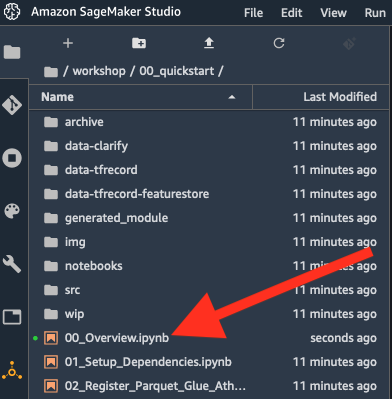 Amazon SageMaker Studio File Edit View Run
/ workshop / 00_quickstart /
Name Last Modified
archive 11 minutes ago
data-clarify 11 minutes ago
data-tfrecord 11 minutes ago
data-tfrecord-featurestore 11 minutes ago
generated_module 11 minutes ago
img 11 minutes ago
notebooks 11 minutes ago
src 11 minutes ago
wip 11 minutes ago
00_Overview.ipynb seconds ago
01_Setup_Dependencies.ipynb 11 minutes ago
02_Register_Parquet_Glue_Ath... 11 minutes ago